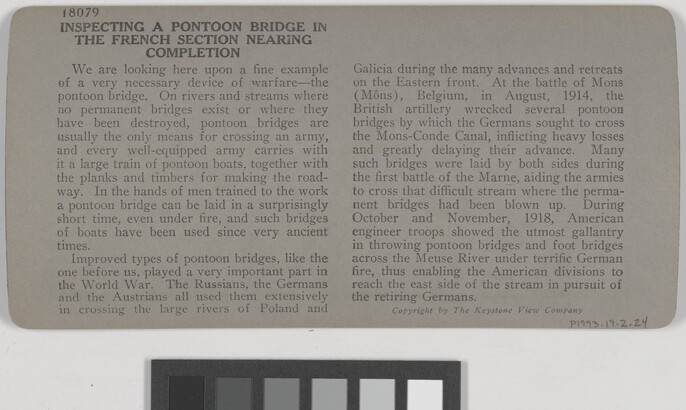 18079
INSPECTING A PONTOON BRIDGE IN
THE FRENCH SECTION NEARING
COMPLETION
We are looking here upon a fine example
of a very necessary device of warfare—the
pontoon bridge. On rivers and streams where
no permanent bridges exist or where they
have been destroyed, pontoon bridges are
usually the only means for crossing an army,
and every well-equipped army carries with
it a large train of pontoon boats, together with
the planks and timbers for making the road-
way. In the hands of men trained to the work
a pontoon bridge can be laid in a surprisingly
short time, even under fire, and such bridges
of boats have been used since very ancient
times.
Improved types of pontoon bridges, like the
one before us, played a very important part in
the World War. The Russians, the Germans
and the Austrians all used them extensively
in crossing the large rivers of Poland and
Galicia during the many advances and retreats
on the Eastern front. At the battle of Mons
(Môns), Belgium, in August, 1914, the
British artillery wrecked several pontoon
bridges by which the Germans sought to cross
the Mons-Conde Canal, inflicting heavy losses
and greatly delaying their advance. Many
such bridges were laid by both sides during
the first battle of the Marne, aiding the armies
to cross that difficult stream where the perma-
nent bridges had been blown up. During
October and November, 1918, American
engineer troops showed the utmost gallantry
in throwing pontoon bridges and foot bridges
across the Meuse River under terrific German
fire, thus enabling the American divisions to
reach the east side of the stream in pursuit of
the retiring Germans.
Copyright by The Keystone View Company
P1993.19.2.24